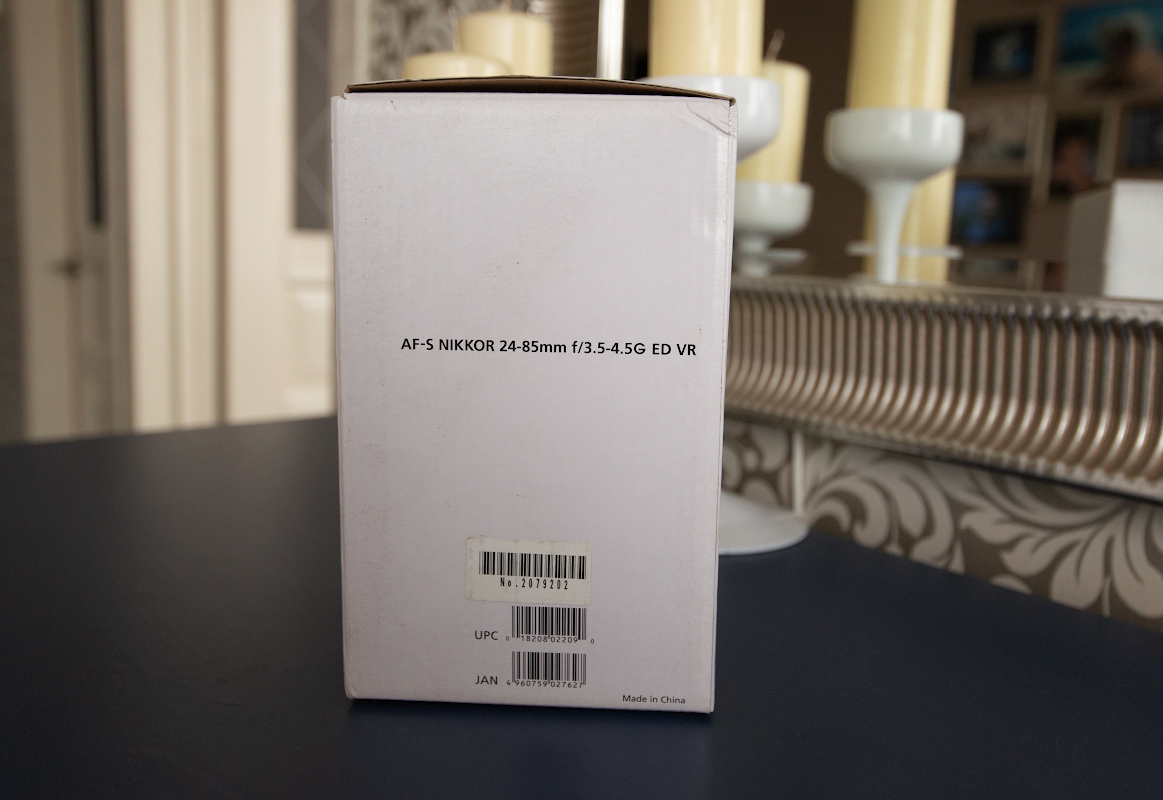 AF-S NIKKOR 24-85mm f/3.5-4.5G ED VR
No.2079202
UPC 0 18208 02209 0
JAN 4 960759 027627
Made in China